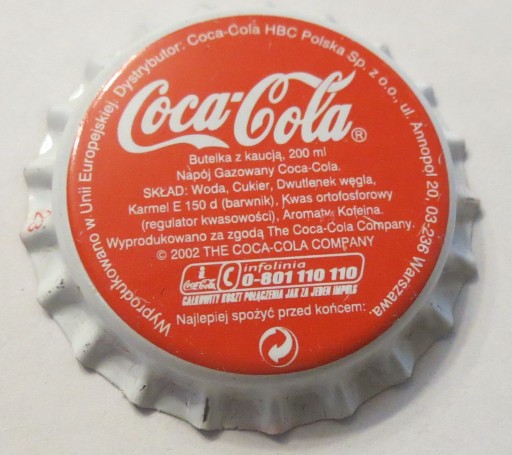 Wyprodukowano w Unii Europejskiej. Dystrybutor: Coca-Cola HBC Polska Sp. z o.o., ul. Annopol 20, 03-236 Warszawa
Coca-Cola®
Butelka z kaucją, 200 ml
Napój Gazowany Coca-Cola.
SKŁAD: Woda, Cukier, Dwutlenek węgla,
Karmel E 150 d (barwnik), Kwas ortofosforowy
(regulator kwasowości), Aromaty, Kofeina.
Wyprodukowano za zgodą The Coca-Cola Company.
© 2002 THE COCA-COLA COMPANY
Coca-Cola
infolinia
0-801 110 110
CAŁKOWITY KOSZT POŁĄCZENIA JAK ZA JEDEN IMPULS
Najlepiej spożyć przed końcem: